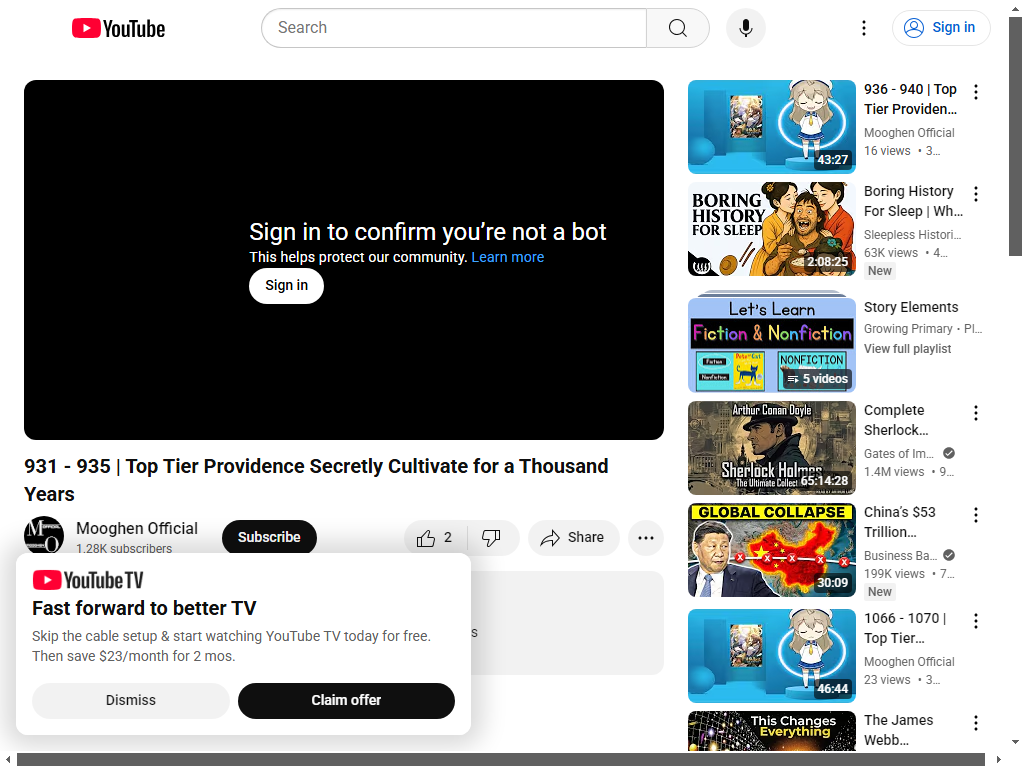 YouTube
Search
Sign in
Sign in to confirm you're not a bot
This helps protect our community. Learn more
Sign in
931 - 935 | Top Tier Providence Secretly Cultivate for a Thousand
Years
Mooghen Official
1.28K subscribers
Subscribe
2
Share
YouTube TV
Fast forward to better TV
Skip the cable setup & start watching YouTube TV today for free.
Then save $23/month for 2 mos.
Dismiss
Claim offer
43:27
936 - 940 | Top
Tier Providen...
Mooghen Official
16 views • 3...
BORING
HISTORY
FOR SLEEP
2:08:25
Boring History
For Sleep | Wh...
Sleepless Histori...
63K views • 4...
New
Let's Learn
Fiction & Nonfiction
Fiction
Nonfiction
Pete the Cat
NONFICTION
5 videos
Story Elements
Growing Primary • Pl...
View full playlist
Arthur Conan Doyle
Sherlock Holmes
The Ultimate Collect
65:14:28
Complete
Sherlock...
Gates of Im...
1.4M views • 9...
GLOBAL COLLAPSE
30:09
China's $53
Trillion...
Business Ba...
199K views • 7...
New
46:44
1066 - 1070 |
Top Tier...
Mooghen Official
23 views • 3...
This Changes
Everything
The James
Webb...